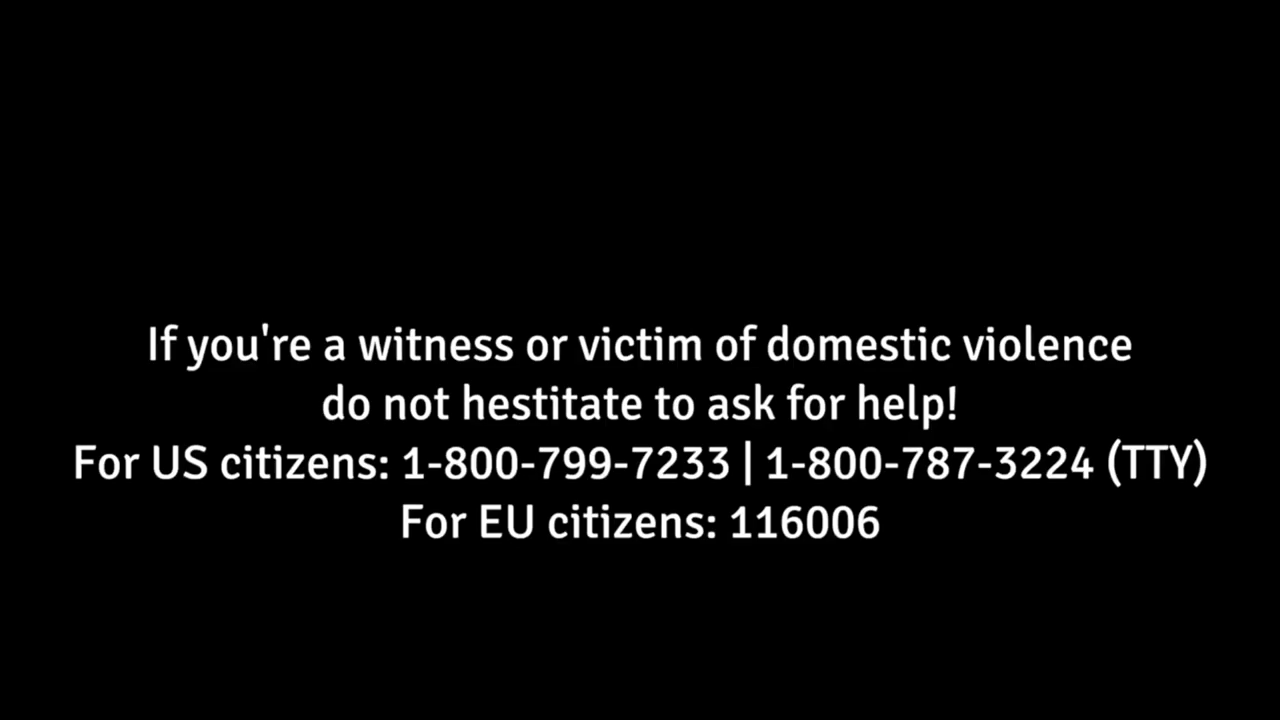 If you're a witness or victim of domestic violence
do not hestitate to ask for help!
For US citizens: 1-800-799-7233 | 1-800-787-3224 (TTY)
For EU citizens: 116006